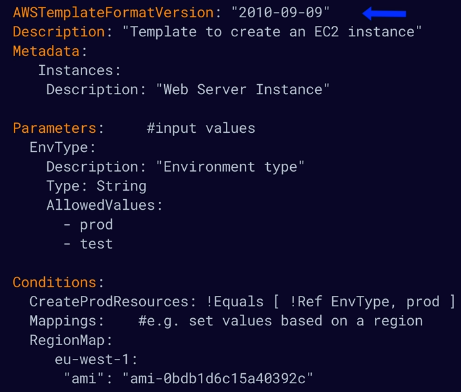 AWSTemplateFormatVersion: "2010-09-09"
Description: "Template to create an EC2 instance"
Metadata:
   Instances:
    Description: "Web Server Instance"

Parameters:     #input values
  EnvType:
    Description: "Environment type"
    Type: String
    AllowedValues:
      - prod
      - test

Conditions:
  CreateProdResources: !Equals [ !Ref EnvType, prod ]
  Mappings:    #e.g. set values based on a region
  RegionMap:
     eu-west-1:
      "ami": "ami-0bdb1d6c15a40392c"